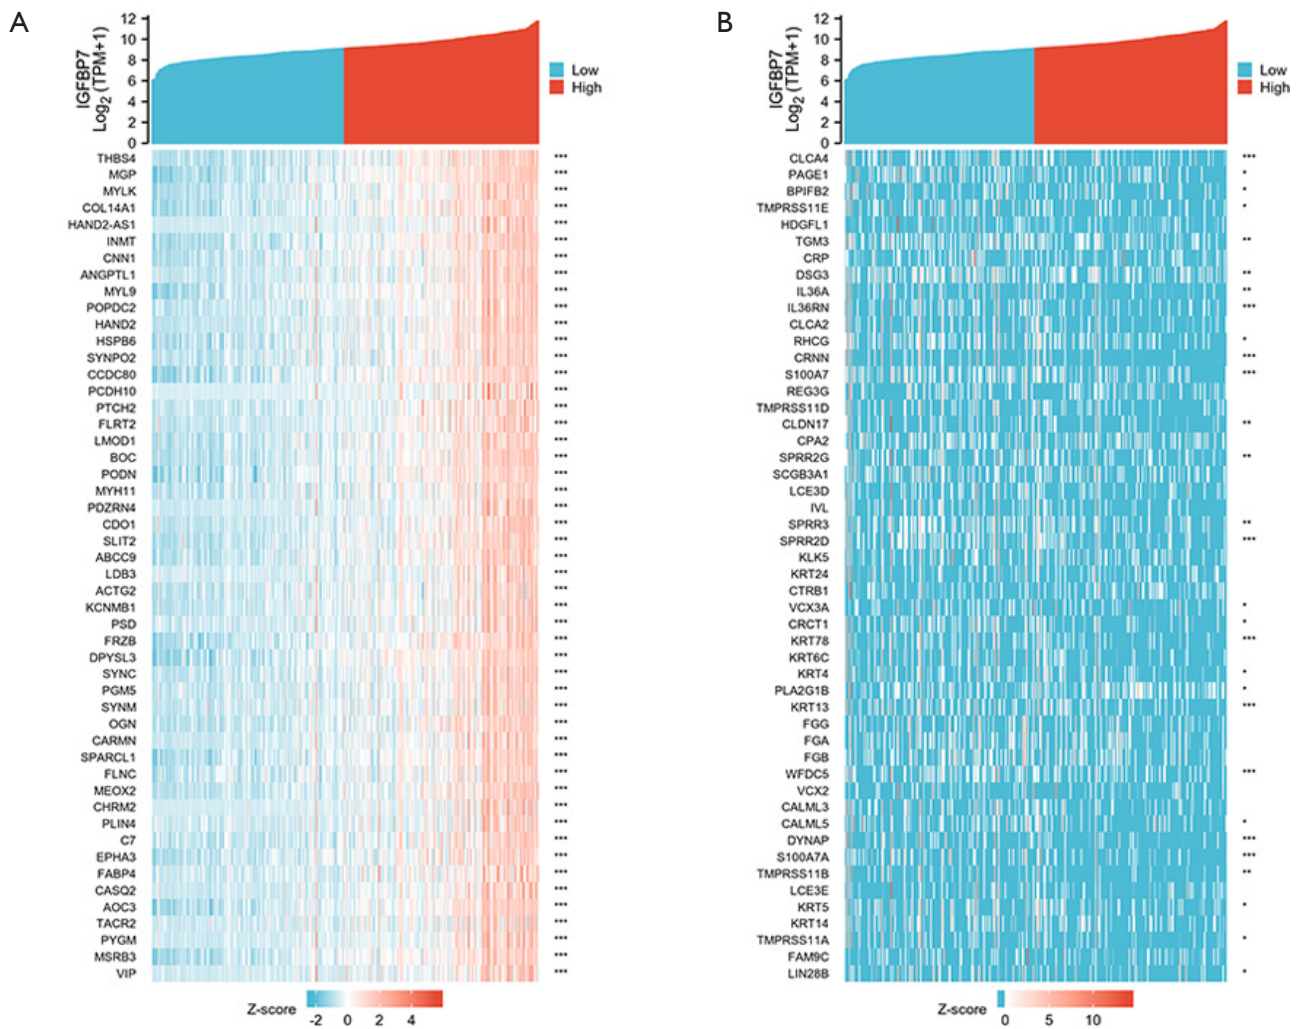 A
IGFBP7
Log2 (TPM+1)
12
10
8
6
4
2
0
Low
High
THBS4 ***
MGP ***
MYLK ***
COL14A1 ***
HAND2-AS1 ***
INMT ***
CNN1 ***
ANGPTL1 ***
MYL9 ***
POPDC2 ***
HAND2 ***
HSPB6 ***
SYNPO2 ***
CCDC80 ***
PCDH10 ***
PTCH2 ***
FLRT2 ***
LMOD1 ***
BOC ***
PODN ***
MYH11 ***
PDZRN4 ***
CDO1 ***
SLIT2 ***
ABCC9 ***
LDB3 ***
ACTG2 ***
KCNMB1 ***
PSD ***
FRZB ***
DPYSL3 ***
SYNC ***
PGM5 ***
SYNM ***
OGN ***
CARMN ***
SPARCL1 ***
FLNC ***
MEOX2 ***
CHRM2 ***
PLIN4 ***
C7 ***
EPHA3 ***
FABP4 ***
CASQ2 ***
AOC3 ***
TACR2 ***
PYGM ***
MSRB3 ***
VIP ***
Z-score
-2 0 2 4
B
IGFBP7
Log2 (TPM+1)
12
10
8
6
4
2
0
Low
High
CLCA4 ***
PAGE1 *
BPIFB2 *
TMPRSS11E *
HDGFL1
TGM3 **
CRP
DSG3 **
IL36A **
IL36RN ***
CLCA2
RHCG *
CRNN ***
S100A7 ***
REG3G
TMPRSS11D
CLDN17 **
CPA2
SPRR2G **
SCGB3A1
LCE3D
IVL
SPRR3 **
SPRR2D ***
KLK5
KRT24
CTRB1
VCX3A *
CRCT1 *
KRT78 ***
KRT6C
KRT4 *
PLA2G1B *
KRT13 ***
FGG
FGA
FGB
WFDC5 ***
VCX2
CALML3
CALML5 *
DYNAP ***
S100A7A ***
TMPRSS11B **
LCE3E
KRT5 *
KRT14
TMPRSS11A *
FAM9C
LIN28B *
Z-score
0 5 10